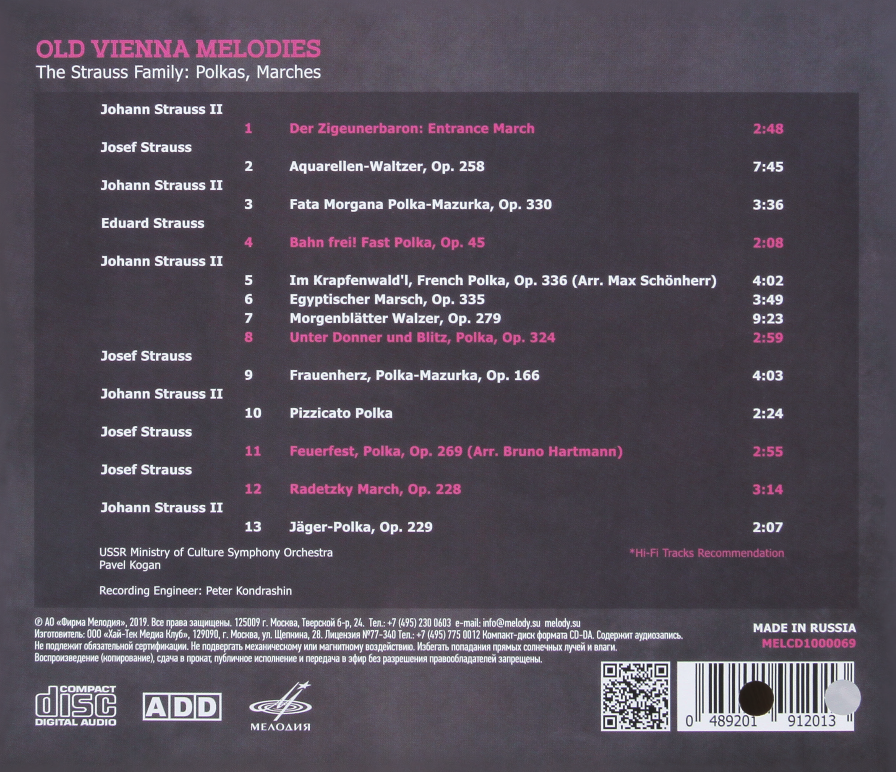 OLD VIENNA MELODIES
The Strauss Family: Polkas, Marches
Johann Strauss II
1 Der Zigeunerbaron: Entrance March 2:48
Josef Strauss
2 Aquarellen-Waltzer, Op. 258 7:45
Johann Strauss II
3 Fata Morgana Polka-Mazurka, Op. 330 3:36
Eduard Strauss
4 Bahn frei! Fast Polka, Op. 45 2:08
Johann Strauss II
5 Im Krapfenwald'l, French Polka, Op. 336 (Arr. Max Schönherr) 4:02
6 Egyptischer Marsch, Op. 335 3:49
7 Morgenblätter Walzer, Op. 279 9:23
8 Unter Donner und Blitz, Polka, Op. 324 2:59
Josef Strauss
9 Frauenherz, Polka-Mazurka, Op. 166 4:03
Johann Strauss II
10 Pizzicato Polka 2:24
Josef Strauss
11 Feuerfest, Polka, Op. 269 (Arr. Bruno Hartmann) 2:55
Josef Strauss
12 Radetzky March, Op. 228 3:14
Johann Strauss II
13 Jäger-Polka, Op. 229 2:07
USSR Ministry of Culture Symphony Orchestra *Hi-Fi Tracks Recommendation
Pavel Kogan
Recording Engineer: Peter Kondrashin
℗ АО «Фирма Мелодия», 2019. Все права защищены. 125009 г. Москва, Тверской б-р, 24. Тел.: +7 (495) 230 0603 e-mail: info@melody.su melody.su
Изготовитель: ООО «Хай-Тек Медиа Клуб», 129090, г. Москва, ул. Щепкина, 28. Лицензия №77-340 Тел.: +7 (495) 775 0012 Компакт-диск формата CD-DA. Содержит аудиозапись.
Не подлежит обязательной сертификации. Не подвергать механическому или магнитному воздействию. Избегать попадания прямых солнечных лучей и влаги.
Воспроизведение (копирование), сдача в прокат, публичное исполнение и передача в эфир без разрешения правообладателей запрещены.
MADE IN RUSSIA
MELCD1000069
COMPACT
disc
DIGITAL AUDIO
ADD
МЕЛОДИЯ
0 489201 912013